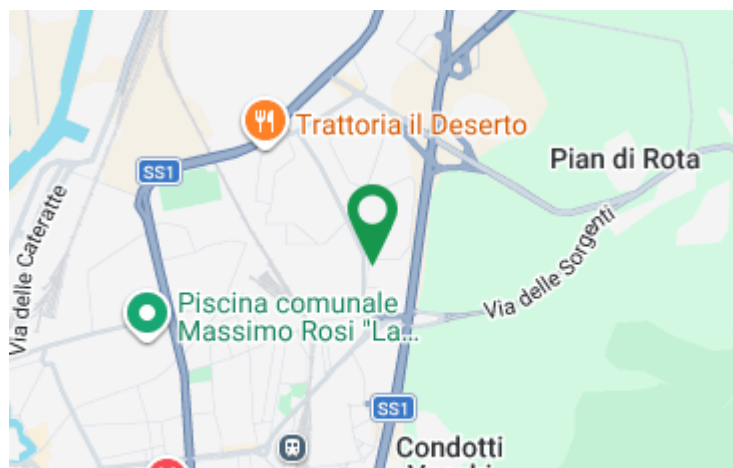 Trattoria il Deserto
Pian di Rota
SS1
Via delle Cateratte
Via delle Sorgenti
Piscina comunale
Massimo Rosi "La...
SS1
Condotti